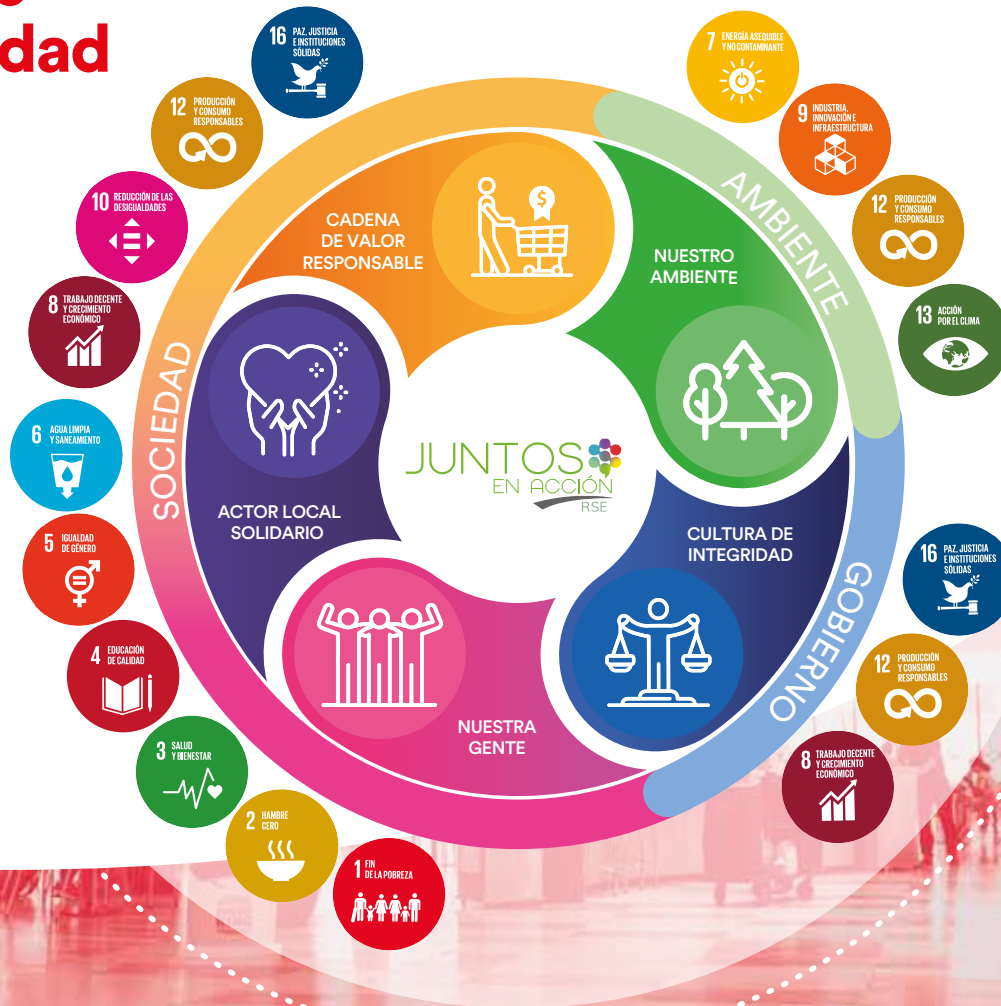 dad
16 PAZ, JUSTICIA
E INSTITUCIONES
SÓLIDAS
12 PRODUCCIÓN
Y CONSUMO
RESPONSABLES
10 REDUCCIÓN DE LAS
DESIGUALDADES
8 TRABAJO DECENTE
Y CRECIMIENTO
ECONÓMICO
6 AGUA LIMPIA
Y SANEAMIENTO
5 IGUALDAD
DE GÉNERO
4 EDUCACIÓN
DE CALIDAD
3 SALUD
Y BIENESTAR
2 HAMBRE
CERO
1 FIN
DE LA POBREZA
7 ENERGÍA ASEQUIBLE
Y NO CONTAMINANTE
9 INDUSTRIA,
INNOVACIÓN E
INFRAESTRUCTURA
12 PRODUCCIÓN
Y CONSUMO
RESPONSABLES
13 ACCIÓN
POR EL CLIMA
16 PAZ, JUSTICIA
E INSTITUCIONES
SÓLIDAS
12 PRODUCCIÓN
Y CONSUMO
RESPONSABLES
8 TRABAJO DECENTE
Y CRECIMIENTO
ECONÓMICO
SOCIEDAD
AMBIENTE
GOBIERNO
CADENA
DE VALOR
RESPONSABLE
$
NUESTRO
AMBIENTE
CULTURA DE
INTEGRIDAD
NUESTRA
GENTE
ACTOR LOCAL
SOLIDARIO
JUNTOS
EN ACCIÓN
RSE